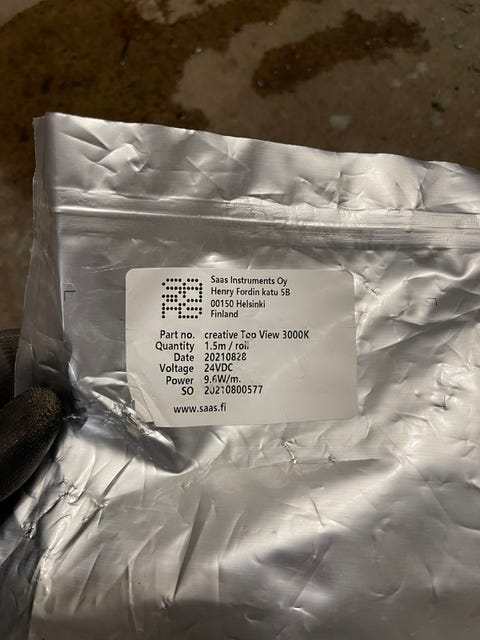 SAAS
Saas Instruments Oy
Henry Fordin katu 5B
00150 Helsinki
Finland
Part no. creative Top View 3000K
Quantity 1.5m / roll
Date 20210828
Voltage 24VDC
Power 9.6W/m.
SO 20210800577
www.saas.fi